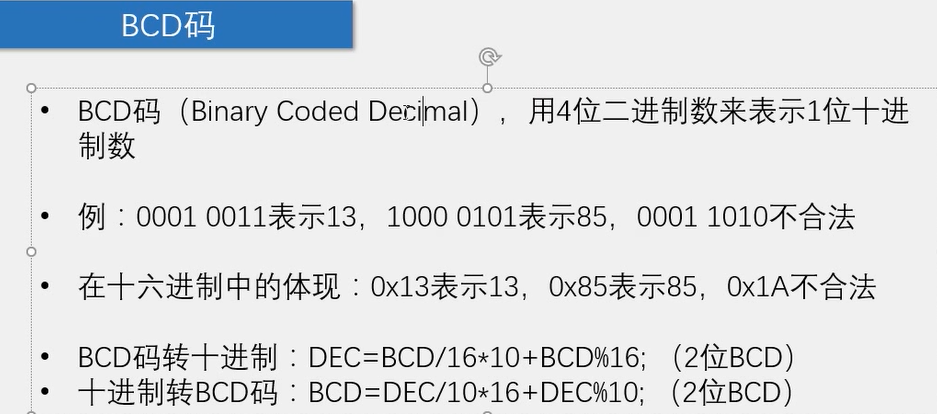 BCD码
• BCD码（Binary Coded Decimal），用4位二进制数来表示1位十进
制数
• 例：0001 0011表示13，1000 0101表示85，0001 1010不合法
• 在十六进制中的体现：0x13表示13，0x85表示85，0x1A不合法
• BCD码转十进制：DEC=BCD/16*10+BCD%16; （2位BCD）
• 十进制转BCD码：BCD=DEC/10*16+DEC%10; （2位BCD）